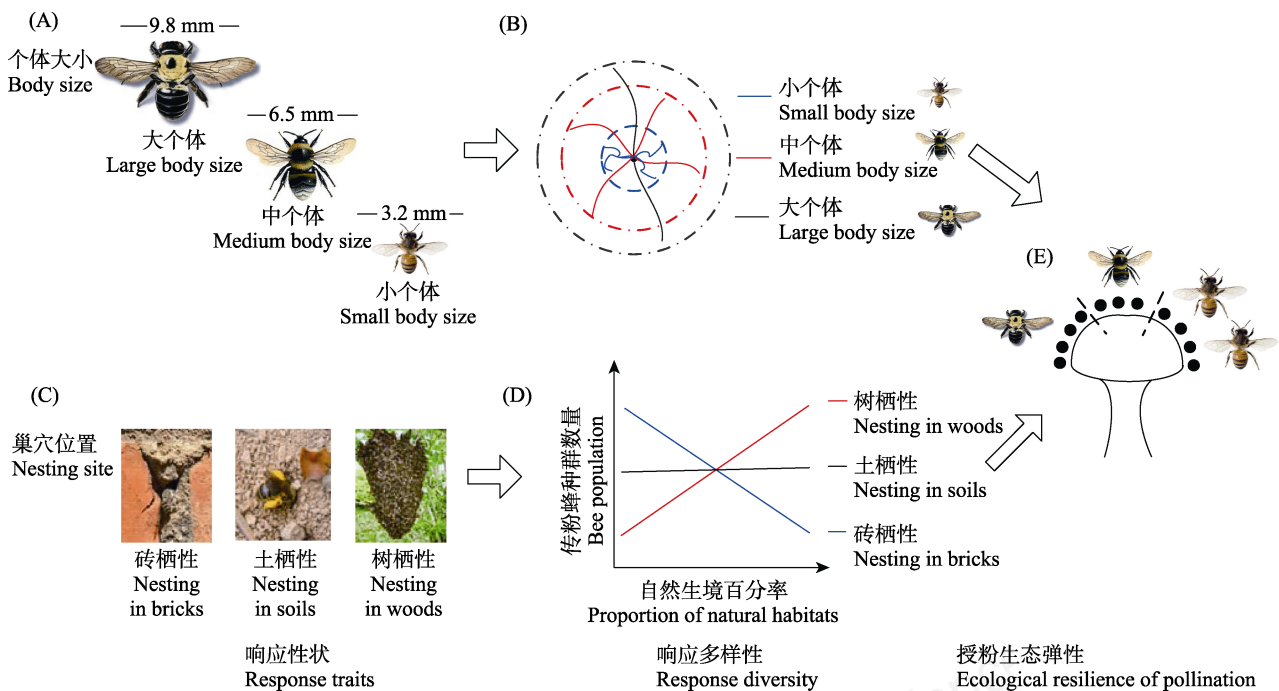 (A)
9.8 mm
个体大小
Body size
大个体
Large body size
6.5 mm
中个体
Medium body size
3.2 mm
小个体
Small body size
(B)
小个体
Small body size
中个体
Medium body size
大个体
Large body size
(C)
巢穴位置
Nesting site
砖栖性
Nesting
in bricks
土栖性
Nesting
in soils
树栖性
Nesting
in woods
响应性状
Response traits
(D)
传粉蜂种群数量
Bee population
自然生境百分率
Proportion of natural habitats
树栖性
Nesting in woods
土栖性
Nesting in soils
砖栖性
Nesting in bricks
响应多样性
Response diversity
(E)
授粉生态弹性
Ecological resilience of pollination